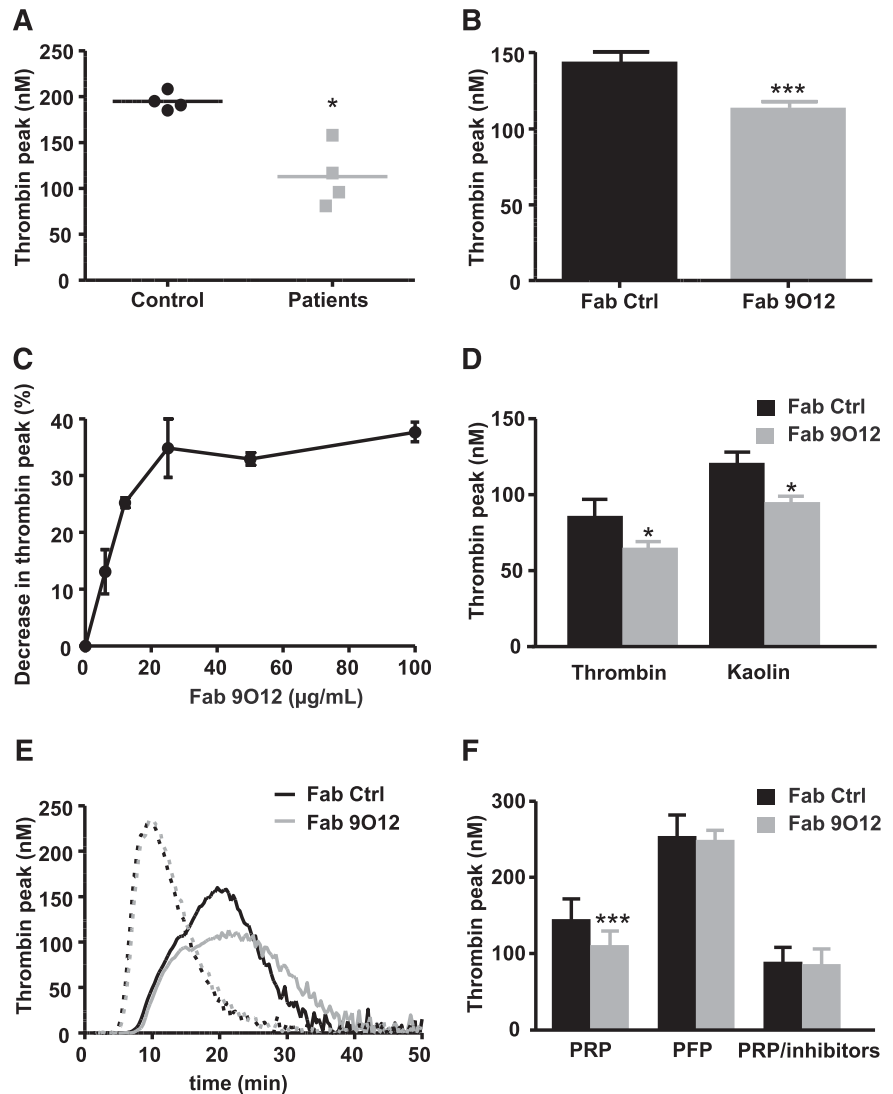 A
Thrombin peak (nM)
250
200
150
100
50
0
*
Control
Patients
B
Thrombin peak (nM)
150
100
50
0
***
Fab Ctrl
Fab 9O12
C
Decrease in thrombin peak (%)
40
30
20
10
0
0
20
40
60
80
100
Fab 9O12 (µg/mL)
D
Thrombin peak (nM)
150
100
50
0
Fab Ctrl
Fab 9O12
*
*
Thrombin
Kaolin
E
Thrombin peak (nM)
250
200
150
100
50
0
Fab Ctrl
Fab 9O12
0
10
20
30
40
50
time (min)
F
Thrombin peak (nM)
300
200
100
0
Fab Ctrl
Fab 9O12
***
PRP
PFP
PRP/inhibitors